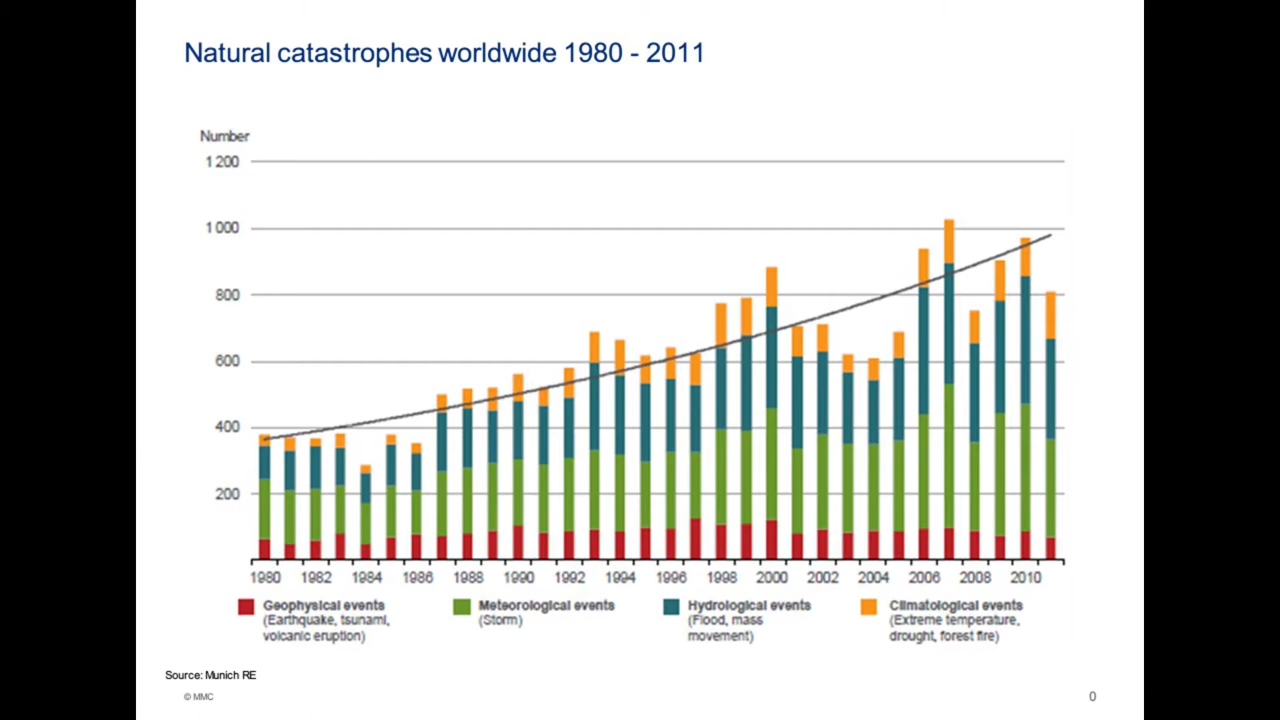 Natural catastrophes worldwide 1980 - 2011
Number
1 200
1 000
800
600
400
200
1980 1982 1984 1986 1988 1990 1992 1994 1996 1998 2000 2002 2004 2006 2008 2010
Geophysical events Meteorological events Hydrological events Climatological events
(Earthquake, tsunami, (Storm) (Flood, mass (Extreme temperature,
volcanic eruption) movement) drought, forest fire)
Source: Munich RE
© MMC 0